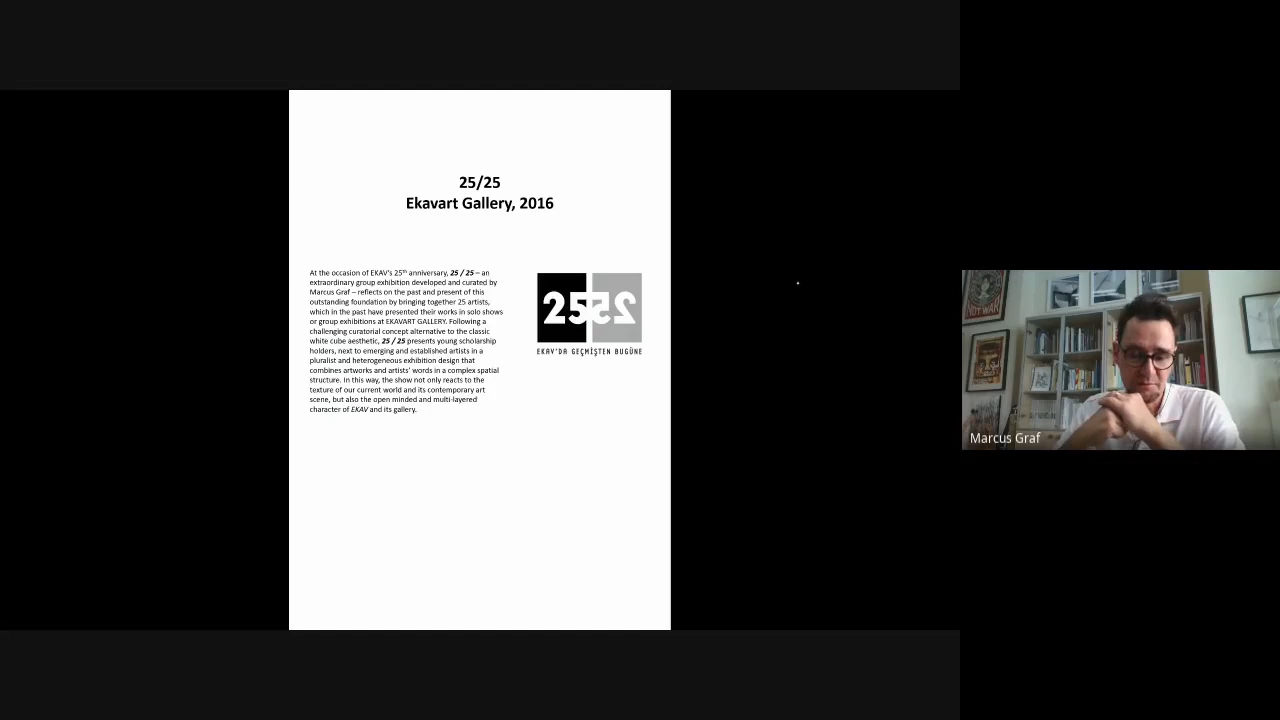 25/25
Ekavart Gallery, 2016
At the occasion of EKAV's 25th anniversary, 25 / 25 – an
extraordinary group exhibition developed and curated by
Marcus Graf – reflects on the past and present of this
outstanding foundation by bringing together 25 artists,
which in the past have presented their works in solo shows
or group exhibitions at EKAVART GALLERY. Following a
challenging curatorial concept alternative to the classic
white cube aesthetic, 25 / 25 presents young scholarship
holders, next to emerging and established artists in a
pluralist and heterogeneous exhibition design that
combines artworks and artists' words in a complex spatial
structure. In this way, the show not only reacts to the
texture of our current world and its contemporary art
scene, but also the open minded and multi-layered
character of EKAV and its gallery.
25 25
EKAV'DA GEÇMİŞTEN BUGÜNE
NOT WAR
Marcus Graf